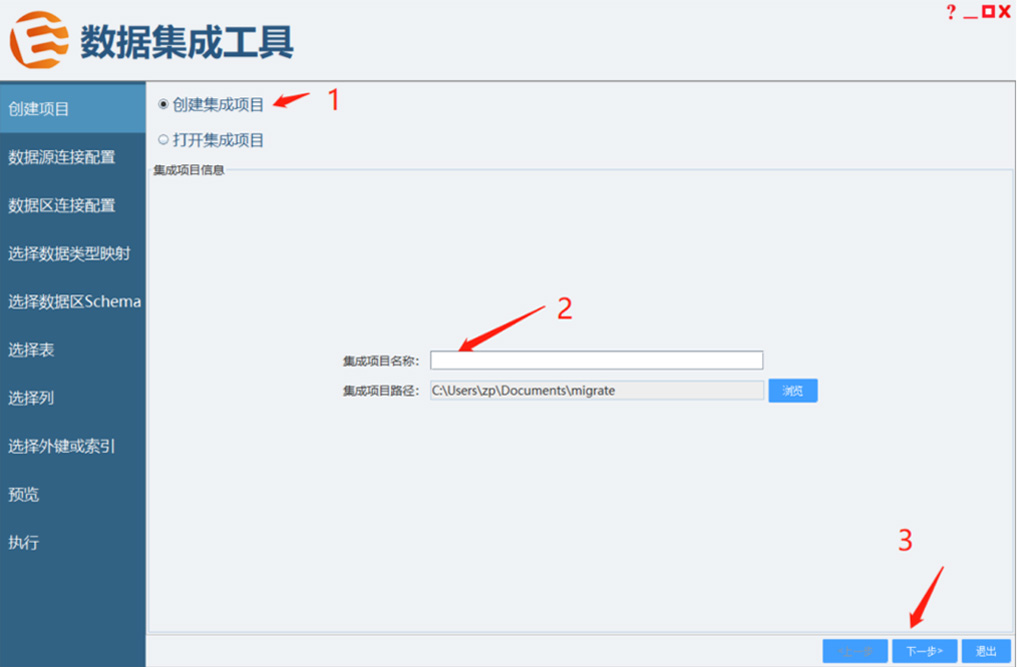 ? _ X
数据集成工具
创建项目
数据源连接配置
数据区连接配置
选择数据类型映射
选择数据区Schema
选择表
选择列
选择外键或索引
预览
执行
创建集成项目
1
打开集成项目
集成项目信息
2
集成项目名称:
集成项目路径: C:\Users\zp\Documents\migrate 浏览
3
下一步> 退出